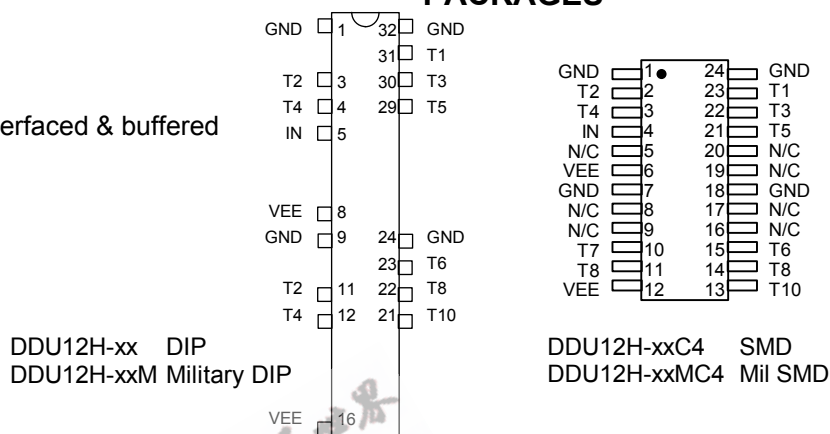 PACKAGES
GND 1 32 GND
31 T1
T2 3 30 T3
T4 4 29 T5
IN 5
VEE 8
GND 9 24 GND
23 T6
T2 11 22 T8
T4 12 21 T10
VEE 16
erfaced & buffered
GND 1 24 GND
T2 2 23 T1
T4 3 22 T3
IN 4 21 T5
N/C 5 20 N/C
VEE 6 19 N/C
GND 7 18 GND
N/C 8 17 N/C
N/C 9 16 N/C
T7 10 15 T6
T8 11 14 T8
VEE 12 13 T10
DDU12H-xx DIP
DDU12H-xxM Military DIP
DDU12H-xxC4 SMD
DDU12H-xxMC4 Mil SMD